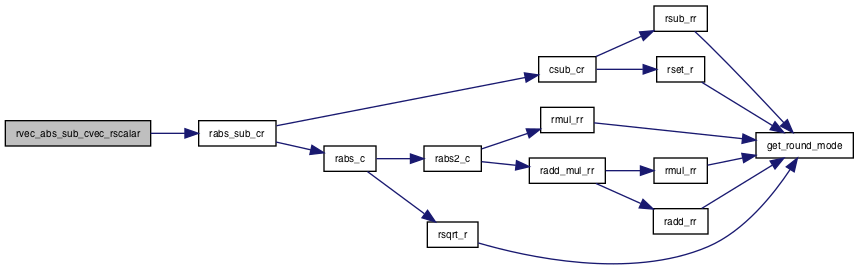 rvec_abs_sub_cvec_rscalar
rabs_sub_cr
csub_cr
rsub_rr
rset_r
rabs_c
rabs2_c
rmul_rr
radd_mul_rr
rmul_rr
radd_rr
rsqrt_r
get_round_mode